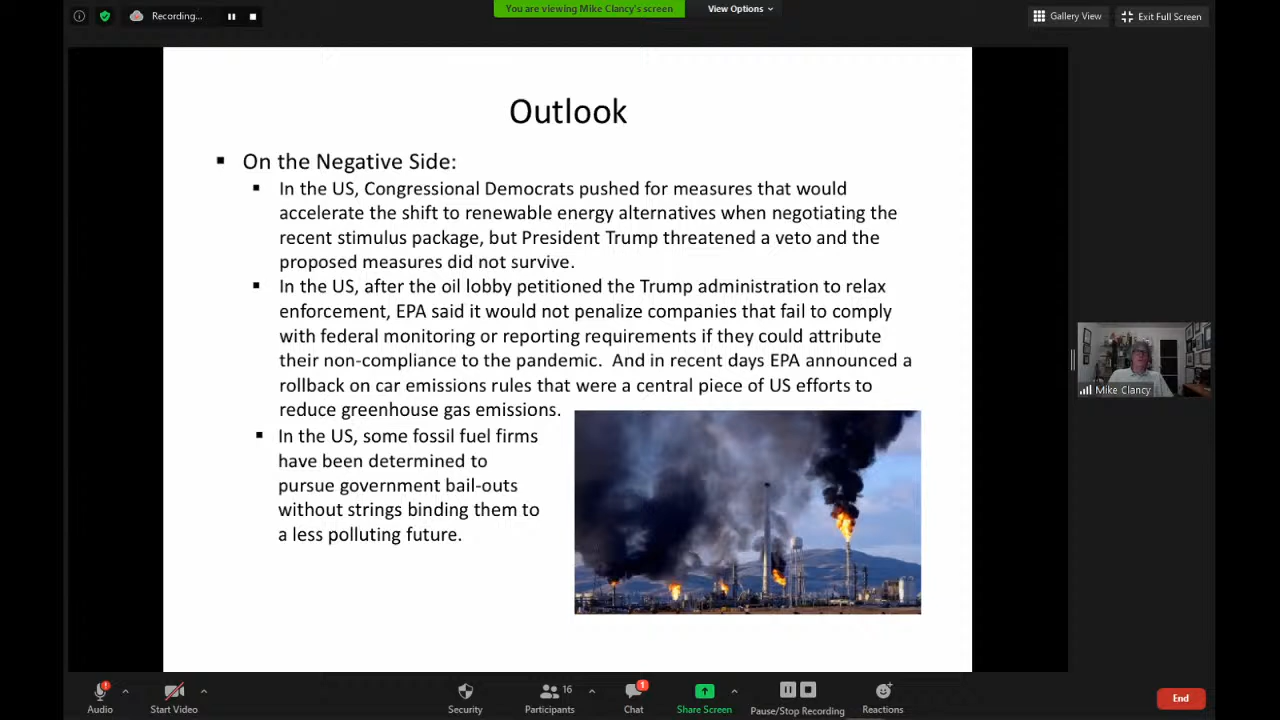 Recording...
You are viewing Mike Clancy's screen
View Options
Gallery View
Exit Full Screen
Outlook
▪ On the Negative Side:
▪ In the US, Congressional Democrats pushed for measures that would
accelerate the shift to renewable energy alternatives when negotiating the
recent stimulus package, but President Trump threatened a veto and the
proposed measures did not survive.
▪ In the US, after the oil lobby petitioned the Trump administration to relax
enforcement, EPA said it would not penalize companies that fail to comply
with federal monitoring or reporting requirements if they could attribute
their non-compliance to the pandemic.  And in recent days EPA announced a
rollback on car emissions rules that were a central piece of US efforts to
reduce greenhouse gas emissions.
▪ In the US, some fossil fuel firms
have been determined to
pursue government bail-outs
without strings binding them to
a less polluting future.
Mike Clancy
Audio
Start Video
Security
Participants
16
Chat
1
Share Screen
Pause/Stop Recording
Reactions
End